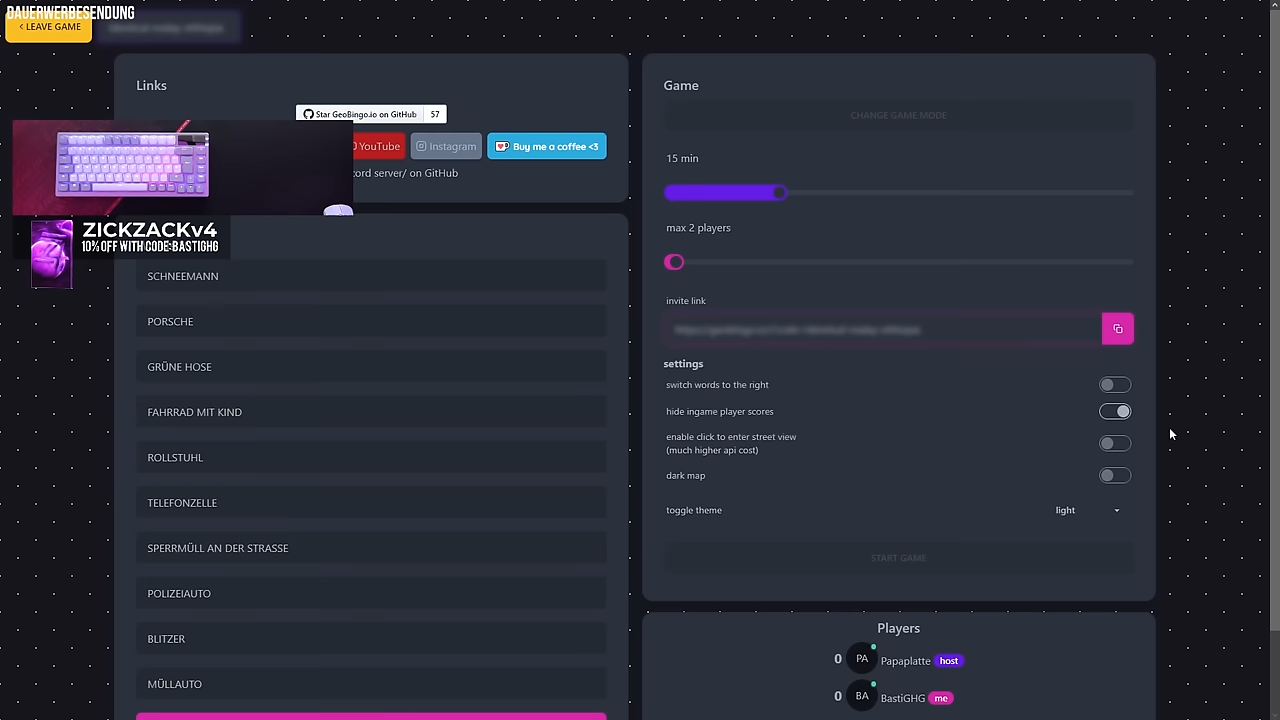 DAUERWERBESENDUNG
< LEAVE GAME
Links
Star GeoBingo.io on GitHub 57
YouTube
Instagram
Buy me a coffee <3
cord server/ on GitHub
ZICKZACKv4
10% OFF WITH CODE:BASTIGHG
SCHNEEMANN
PORSCHE
GRÜNE HOSE
FAHRRAD MIT KIND
ROLLSTUHL
TELEFONZELLE
SPERRMÜLL AN DER STRASSE
POLIZEIAUTO
BLITZER
MÜLLAUTO
Game
CHANGE GAME MODE
15 min
max 2 players
invite link
settings
switch words to the right
hide ingame player scores
enable click to enter street view
(much higher api cost)
dark map
toggle theme light
START GAME
Players
0 PA Papaplatte host
0 BA BastiGHG me